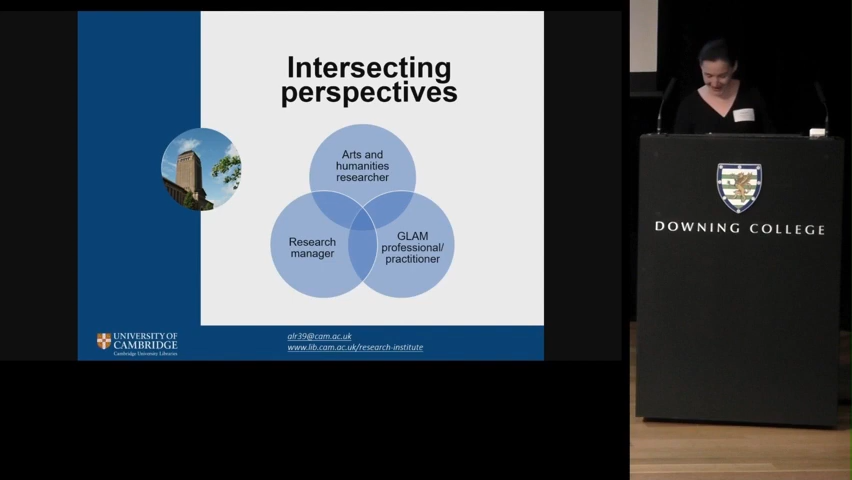 Intersecting
perspectives
Arts and
humanities
researcher
Research
manager
GLAM
professional/
practitioner
UNIVERSITY OF
CAMBRIDGE
Cambridge University Libraries
alr39@cam.ac.uk
www.lib.cam.ac.uk/research-institute
DOWNING COLLEGE